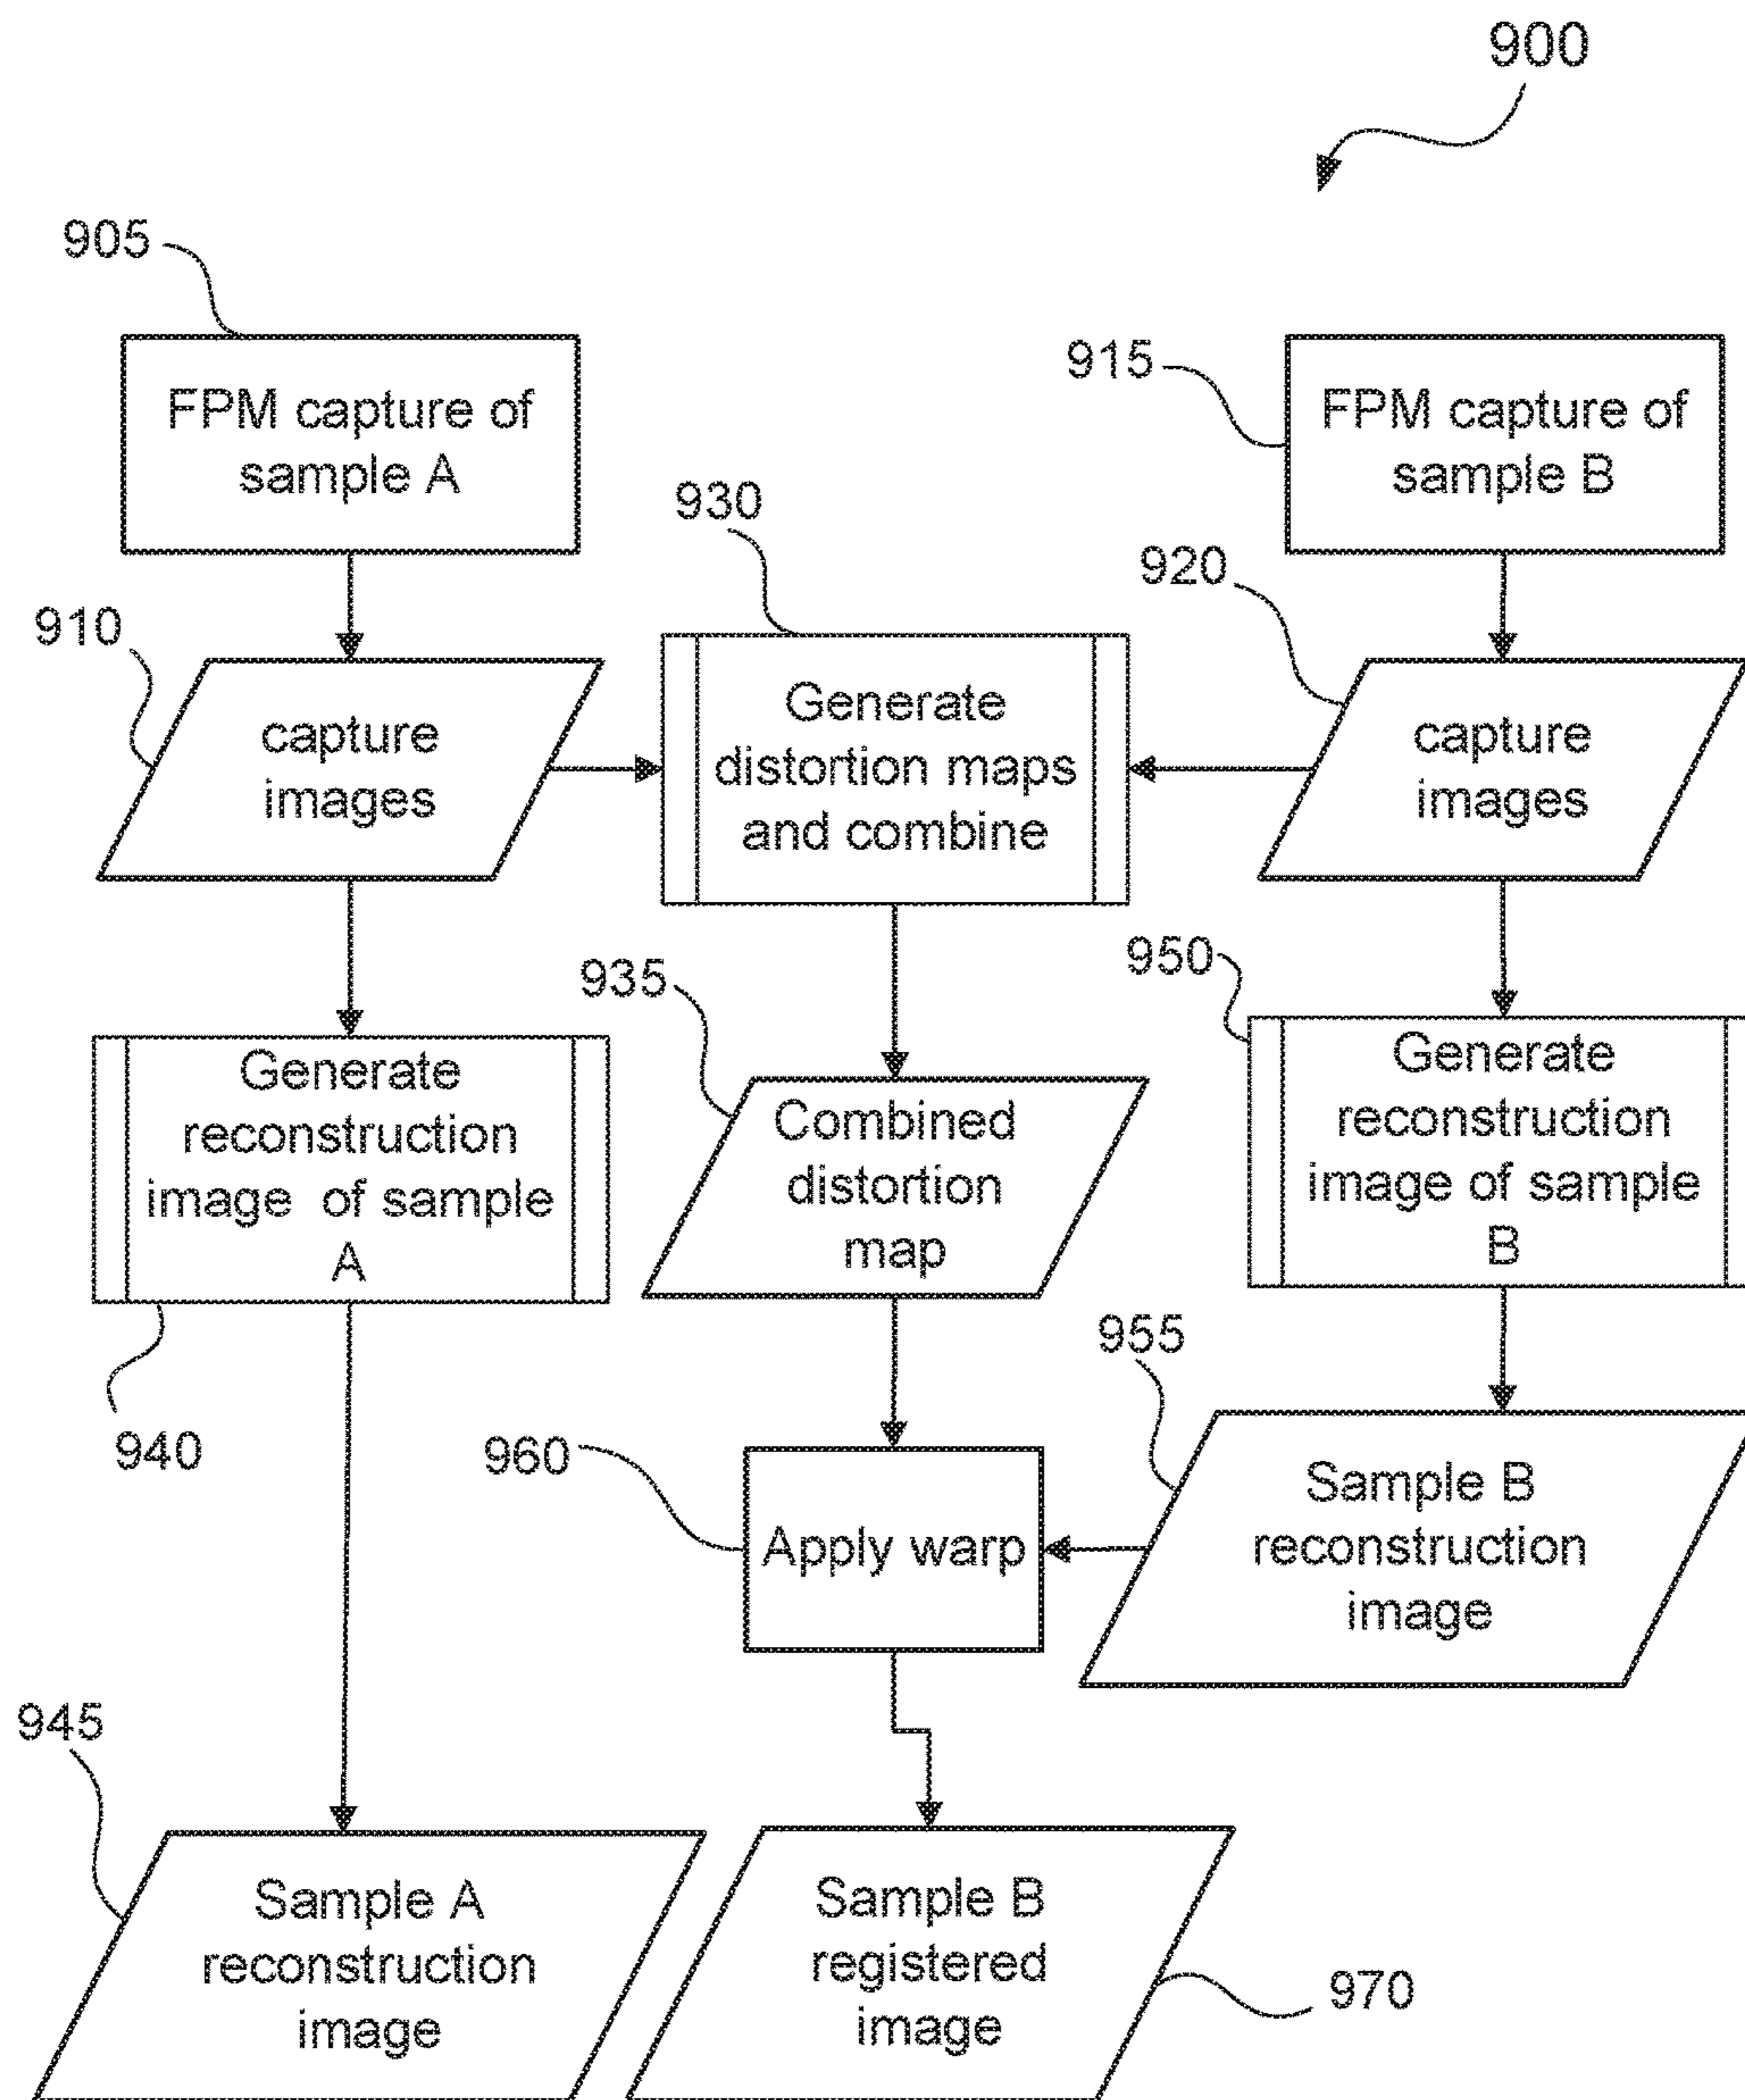 900
905
FPM capture of
sample A
915
FPM capture of
sample B
910
capture
images
930
Generate
distortion maps
and combine
920
capture
images
940
Generate
reconstruction
image of sample
A
935
Combined
distortion
map
950
Generate
reconstruction
image of sample
B
960
Apply warp
955
Sample B
reconstruction
image
945
Sample A
reconstruction
image
Sample B
registered
image
970